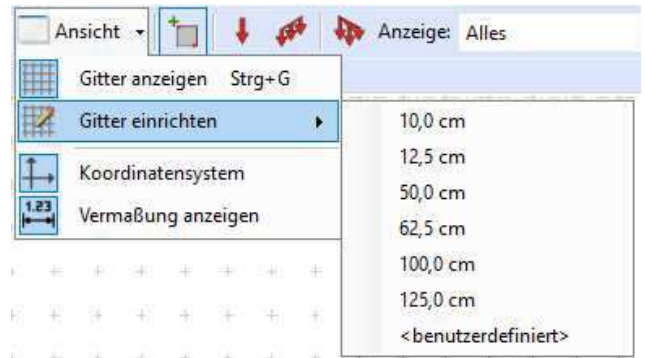 Ansicht
Anzeige: Alles
Gitter anzeigen Strg+G
Gitter einrichten
Koordinatensystem
1.23
Vermaßung anzeigen
10,0 cm
12,5 cm
50,0 cm
62,5 cm
100,0 cm
125,0 cm
<benutzerdefiniert>